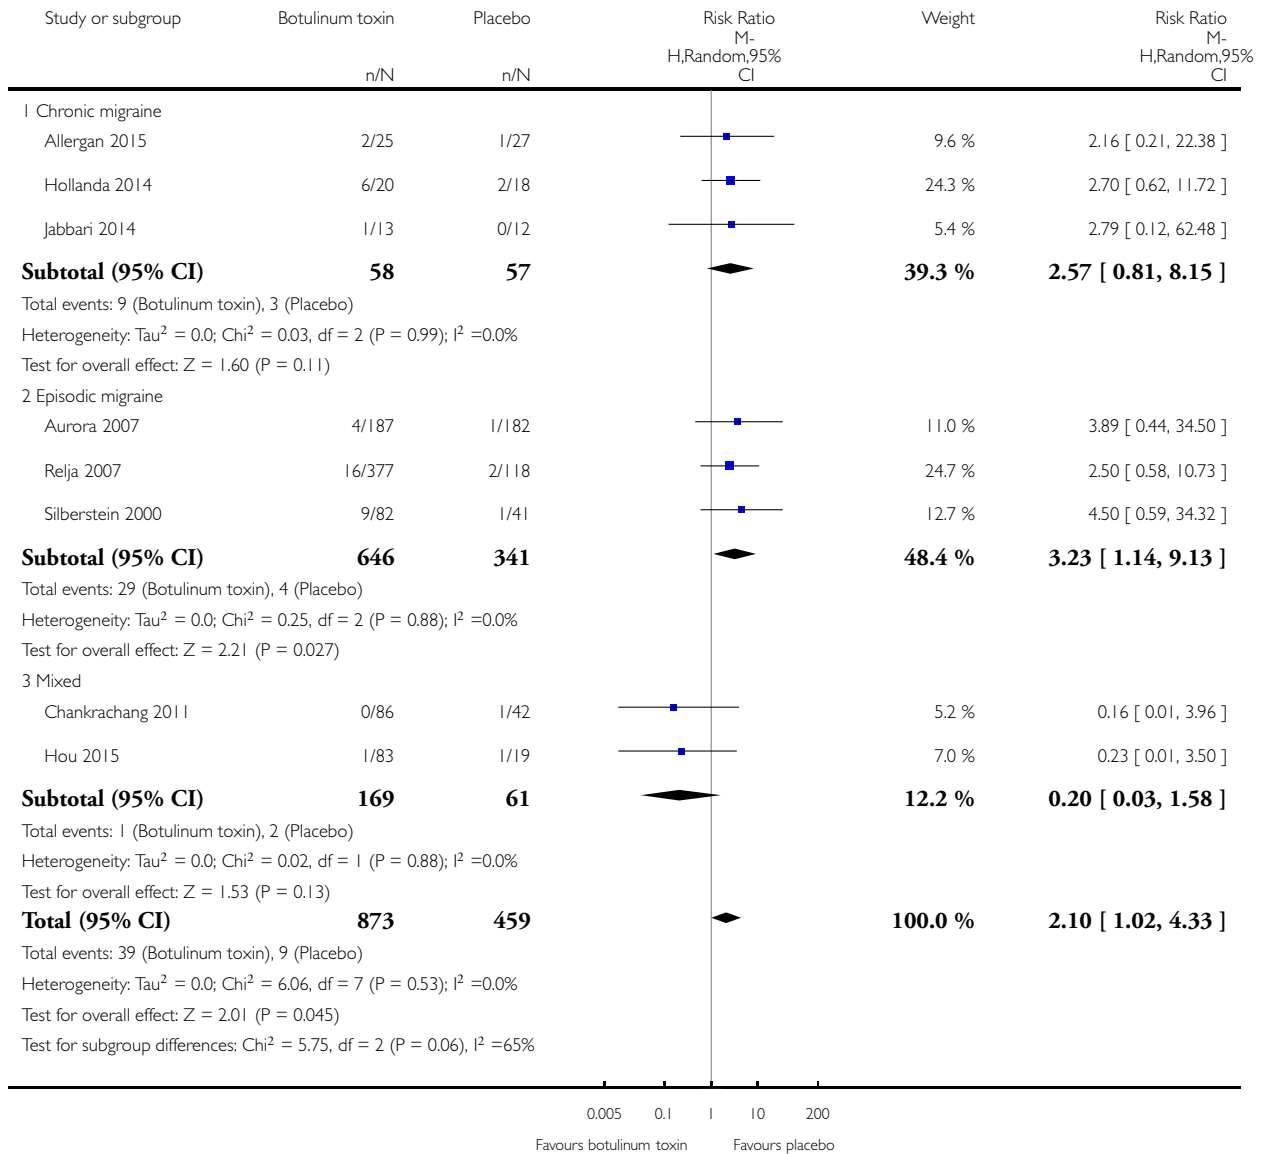 Study or subgroup Botulinum toxin Placebo Risk Ratio Weight Risk Ratio
M- M-
H,Random,95% H,Random,95%
n/N n/N CI CI
1 Chronic migraine
Allergan 2015 2/25 1/27 9.6 % 2.16 [ 0.21, 22.38 ]
Hollanda 2014 6/20 2/18 24.3 % 2.70 [ 0.62, 11.72 ]
Jabbari 2014 1/13 0/12 5.4 % 2.79 [ 0.12, 62.48 ]
Subtotal (95% CI) 58 57 39.3 % 2.57 [ 0.81, 8.15 ]
Total events: 9 (Botulinum toxin), 3 (Placebo)
Heterogeneity: Tau² = 0.0; Chi² = 0.03, df = 2 (P = 0.99); I² =0.0%
Test for overall effect: Z = 1.60 (P = 0.11)
2 Episodic migraine
Aurora 2007 4/187 1/182 11.0 % 3.89 [ 0.44, 34.50 ]
Relja 2007 16/377 2/118 24.7 % 2.50 [ 0.58, 10.73 ]
Silberstein 2000 9/82 1/41 12.7 % 4.50 [ 0.59, 34.32 ]
Subtotal (95% CI) 646 341 48.4 % 3.23 [ 1.14, 9.13 ]
Total events: 29 (Botulinum toxin), 4 (Placebo)
Heterogeneity: Tau² = 0.0; Chi² = 0.25, df = 2 (P = 0.88); I² =0.0%
Test for overall effect: Z = 2.21 (P = 0.027)
3 Mixed
Chankrachang 2011 0/86 1/42 5.2 % 0.16 [ 0.01, 3.96 ]
Hou 2015 1/83 1/19 7.0 % 0.23 [ 0.01, 3.50 ]
Subtotal (95% CI) 169 61 12.2 % 0.20 [ 0.03, 1.58 ]
Total events: 1 (Botulinum toxin), 2 (Placebo)
Heterogeneity: Tau² = 0.0; Chi² = 0.02, df = 1 (P = 0.88); I² =0.0%
Test for overall effect: Z = 1.53 (P = 0.13)
Total (95% CI) 873 459 100.0 % 2.10 [ 1.02, 4.33 ]
Total events: 39 (Botulinum toxin), 9 (Placebo)
Heterogeneity: Tau² = 0.0; Chi² = 6.06, df = 7 (P = 0.53); I² =0.0%
Test for overall effect: Z = 2.01 (P = 0.045)
Test for subgroup differences: Chi² = 5.75, df = 2 (P = 0.06), I² =65%
0.005 0.1 1 10 200
Favours botulinum toxin Favours placebo